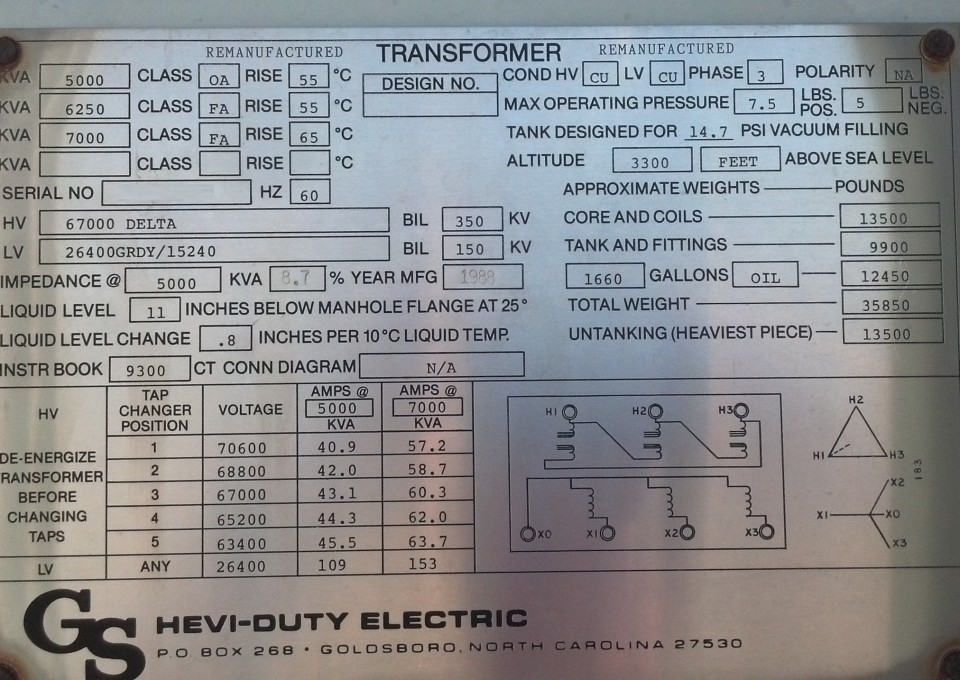 REMANUFACTURED TRANSFORMER REMANUFACTURED
KVA 5000 CLASS OA RISE 55 °C
KVA 6250 CLASS FA RISE 55 °C
KVA 7000 CLASS FA RISE 65 °C
KVA CLASS RISE °C
DESIGN NO.
SERIAL NO HZ 60
HV 67000 DELTA BIL 350 KV
LV 26400GRDY/15240 BIL 150 KV
IMPEDANCE @ 5000 KVA 8.7 % YEAR MFG 1988
LIQUID LEVEL 11 INCHES BELOW MANHOLE FLANGE AT 25°
LIQUID LEVEL CHANGE .8 INCHES PER 10°C LIQUID TEMP.
INSTR BOOK 9300 CT CONN DIAGRAM N/A
COND HV CU LV CU PHASE 3 POLARITY NA
MAX OPERATING PRESSURE 7.5 LBS. POS. 5 LBS. NEG.
TANK DESIGNED FOR 14.7 PSI VACUUM FILLING
ALTITUDE 3300 FEET ABOVE SEA LEVEL
APPROXIMATE WEIGHTS POUNDS
CORE AND COILS 13500
TANK AND FITTINGS 9900
1660 GALLONS OIL 12450
TOTAL WEIGHT 35850
UNTANKING (HEAVIEST PIECE) 13500
HV TAP CHANGER POSITION VOLTAGE AMPS @ 5000 KVA AMPS @ 7000 KVA
DE-ENERGIZE TRANSFORMER BEFORE CHANGING TAPS
1 70600 40.9 57.2
2 68800 42.0 58.7
3 67000 43.1 60.3
4 65200 44.3 62.0
5 63400 45.5 63.7
LV ANY 26400 109 153
H1 H2 H3
X0 X1 X2 X3
H2
H1 H3
183
X2
X1 X0
X3
GS HEVI-DUTY ELECTRIC
P.O. BOX 268 • GOLDSBORO, NORTH CAROLINA 27530